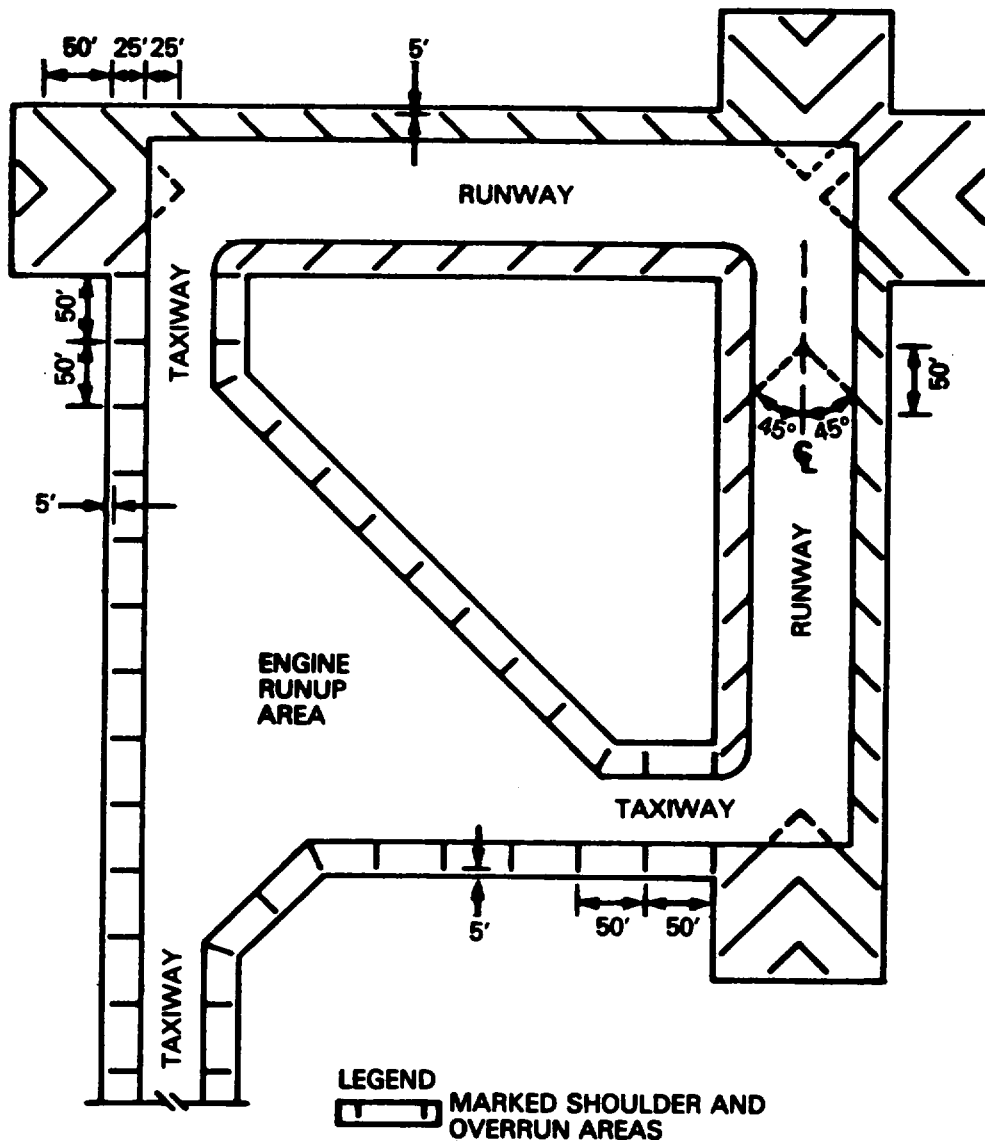 50' 25' 25'
5'
RUNWAY
TAXIWAY
50'
50'
50'
45° 45°
℄
5'
RUNWAY
ENGINE
RUNUP
AREA
TAXIWAY
5'
50' 50'
TAXIWAY
LEGEND
MARKED SHOULDER AND
OVERRUN AREAS